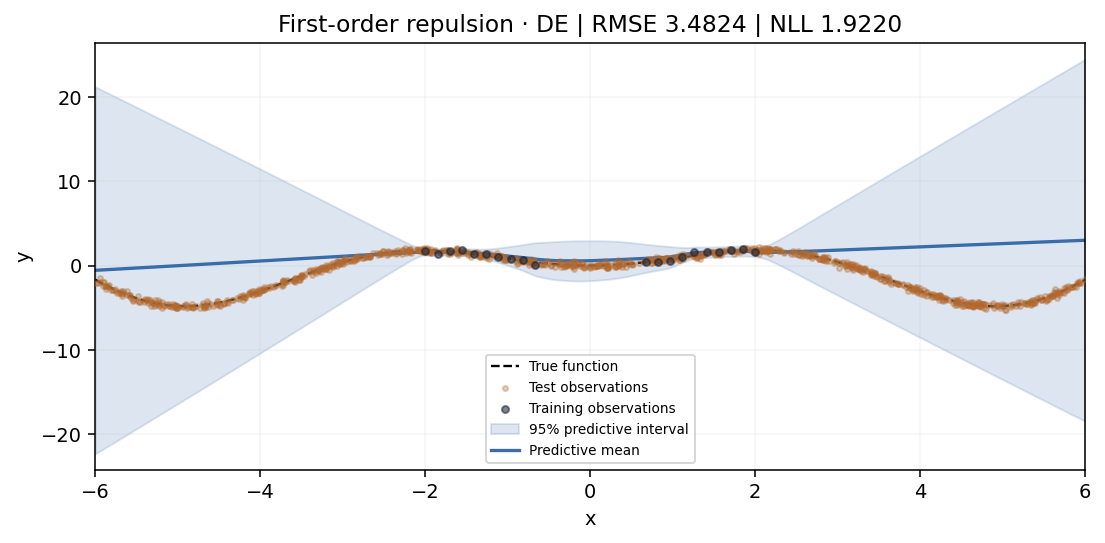 First-order repulsion · DE | RMSE 3.4824 | NLL 1.9220
y
20
10
0
−10
−20
True function
Test observations
Training observations
95% predictive interval
Predictive mean
−6 −4 −2 0 2 4 6
x